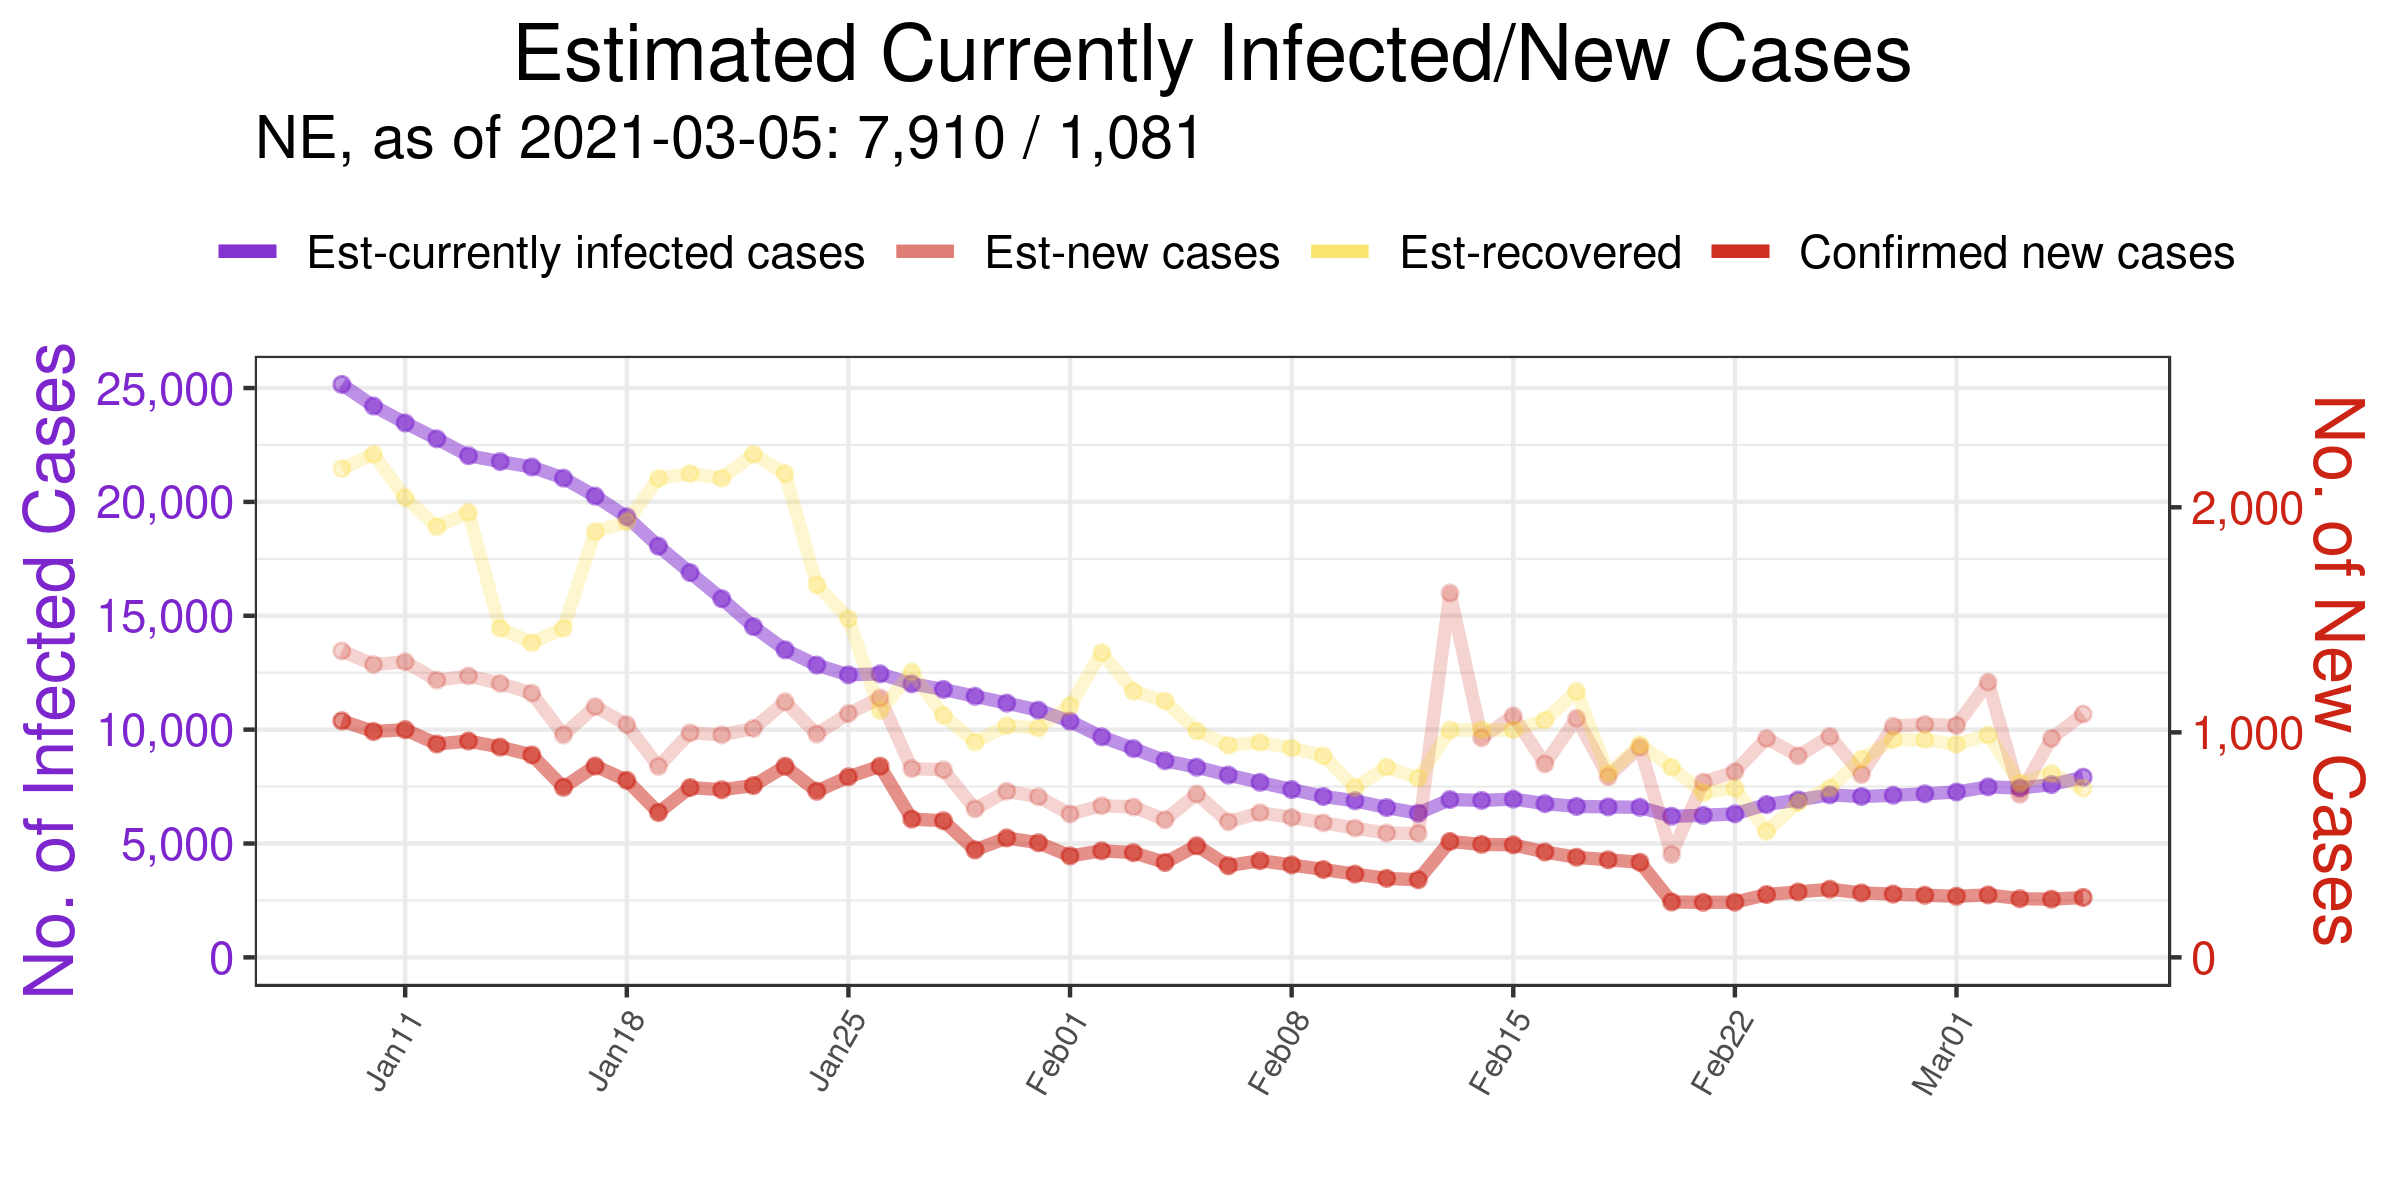 Estimated Currently Infected/New Cases
NE, as of 2021-03-05: 7,910 / 1,081
Est-currently infected cases Est-new cases Est-recovered Confirmed new cases
No. of Infected Cases
25,000
20,000
15,000
10,000
5,000
0
2,000
1,000
0
No. of New Cases
Jan11 Jan18 Jan25 Feb01 Feb08 Feb15 Feb22 Mar01